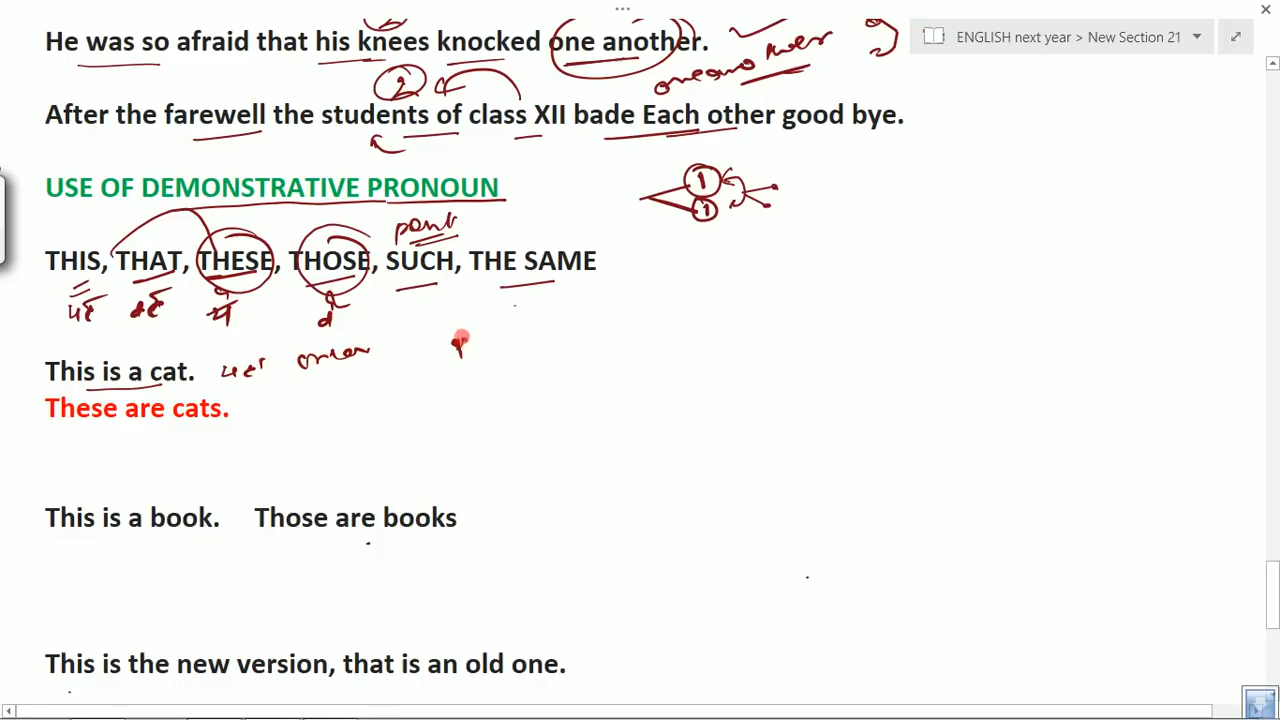 ENGLISH next year > New Section 21
He was so afraid that his knees knocked one another.
After the farewell the students of class XII bade Each other good bye.
USE OF DEMONSTRATIVE PRONOUN
THIS, THAT, THESE, THOSE, SUCH, THE SAME
This is a cat.
These are cats.
This is a book. Those are books
This is the new version, that is an old one.